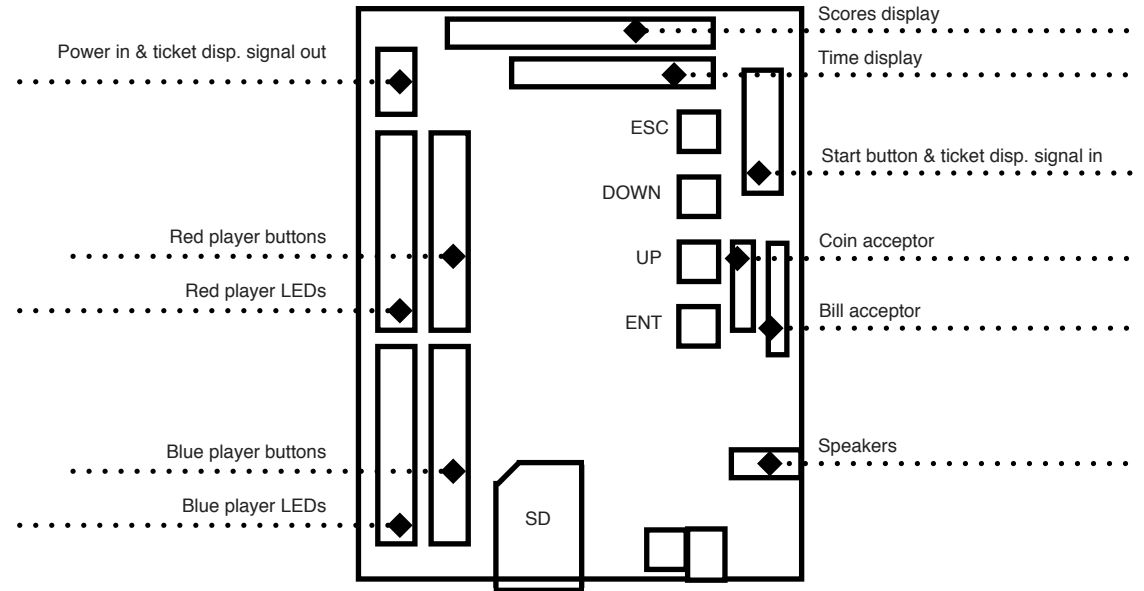 Scores display
Power in & ticket disp. signal out
Time display
ESC
Start button & ticket disp. signal in
DOWN
Red player buttons
Coin acceptor
UP
Red player LEDs
Bill acceptor
ENT
Blue player buttons
Speakers
Blue player LEDs
SD